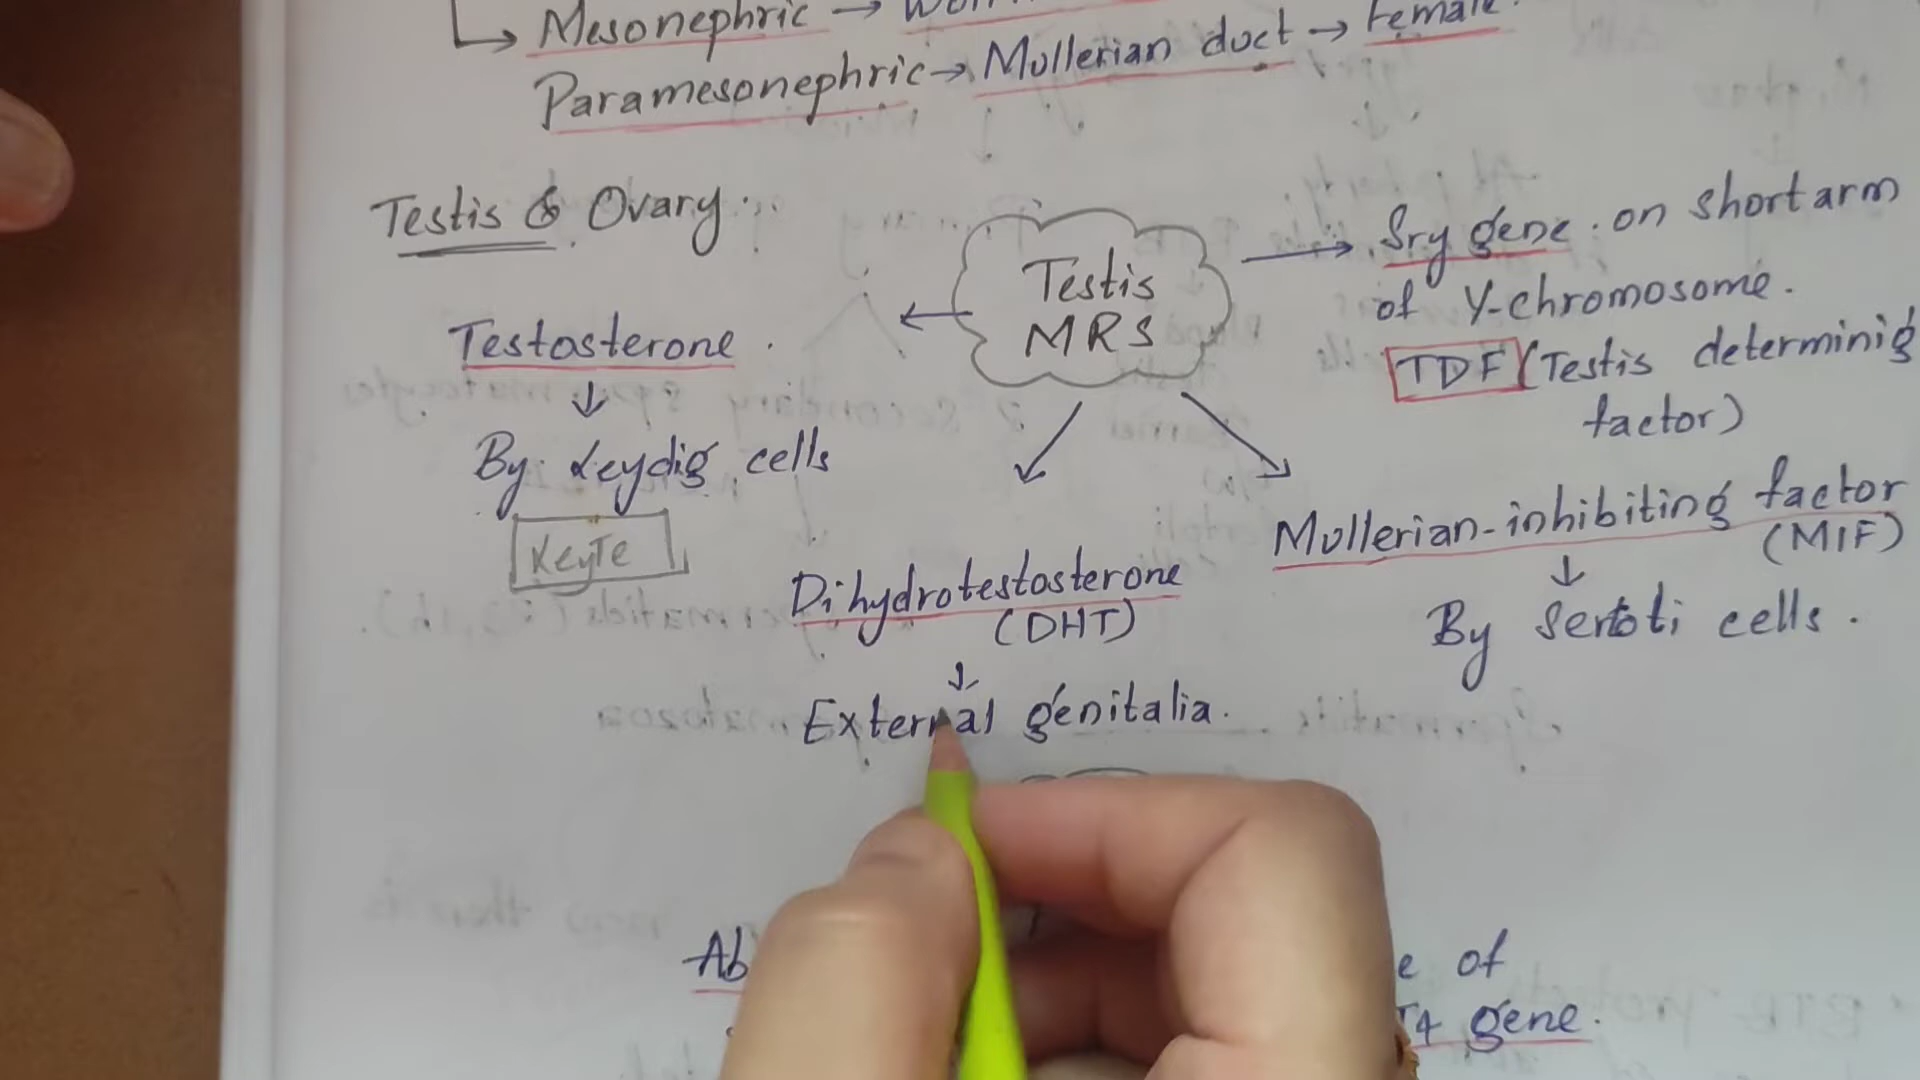 Mesonephric →
Paramesonephric → Mullerian duct → Female.
Testis & Ovary.
Testis
MRS
Sry gene. on short arm
of Y-chromosome.
TDF (Testis determinig
factor)
Testosterone.
↓
By Leydig cells
KeyTe
Dihydrotestosterone
(DHT)
↓
External genitalia.
Mullerian-inhibiting factor
(MIF)
↓
By Sertoli cells.
of
gene.